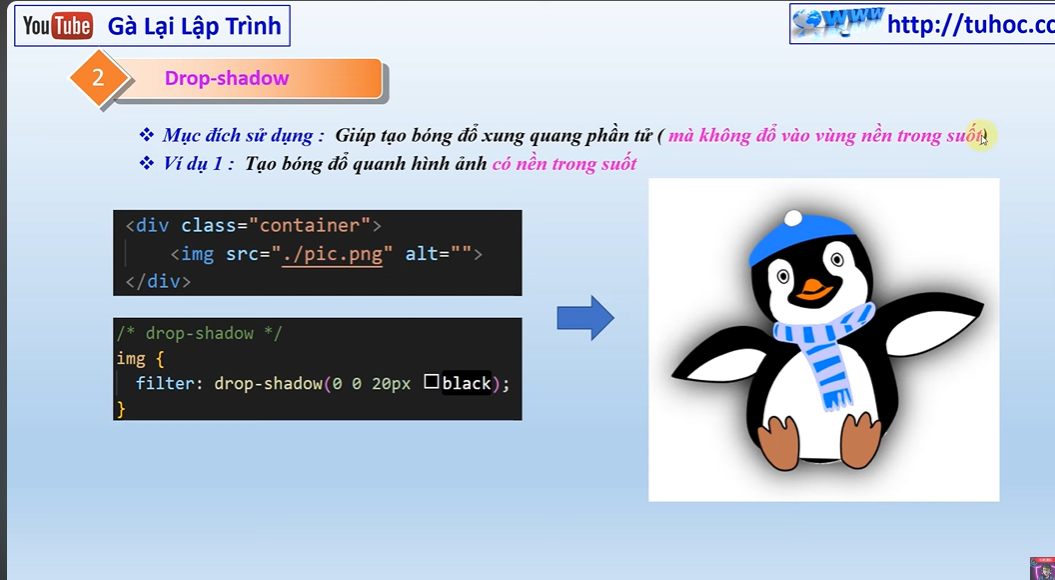 YouTube Gà Lại Lập Trình
http://tuhoc.cc
2 Drop-shadow
❖ Mục đích sử dụng : Giúp tạo bóng đổ xung quang phần tử ( mà không đổ vào vùng nền trong suốt)
❖ Ví dụ 1 : Tạo bóng đổ quanh hình ảnh có nền trong suốt
<div class="container">
<img src="./pic.png" alt="">
</div>
/* drop-shadow */
img {
filter: drop-shadow(0 0 20px black);
}